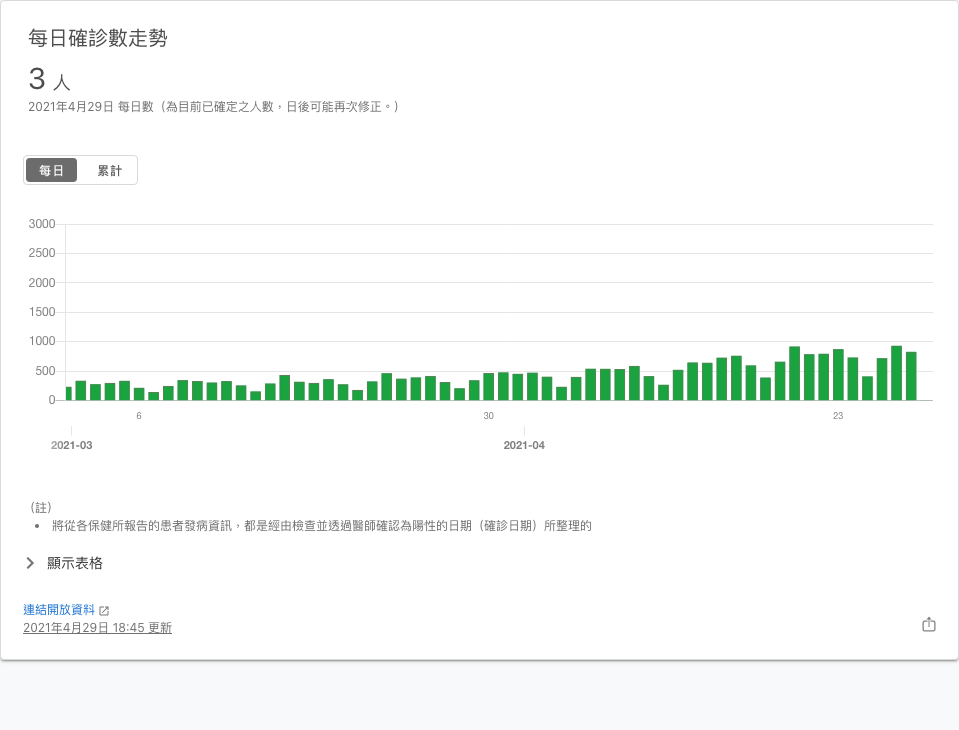 每日確診數走勢
3 人
2021年4月29日 每日數（為目前已確定之人數，日後可能再次修正。）
每日 累計
3000
2500
2000
1500
1000
500
0
6 30 23
2021-03 2021-04
（註）
• 將從各保健所報告的患者發病資訊，都是經由檢查並透過醫師確認為陽性的日期（確診日期）所整理的
顯示表格
連結開放資料
2021年4月29日 18:45 更新